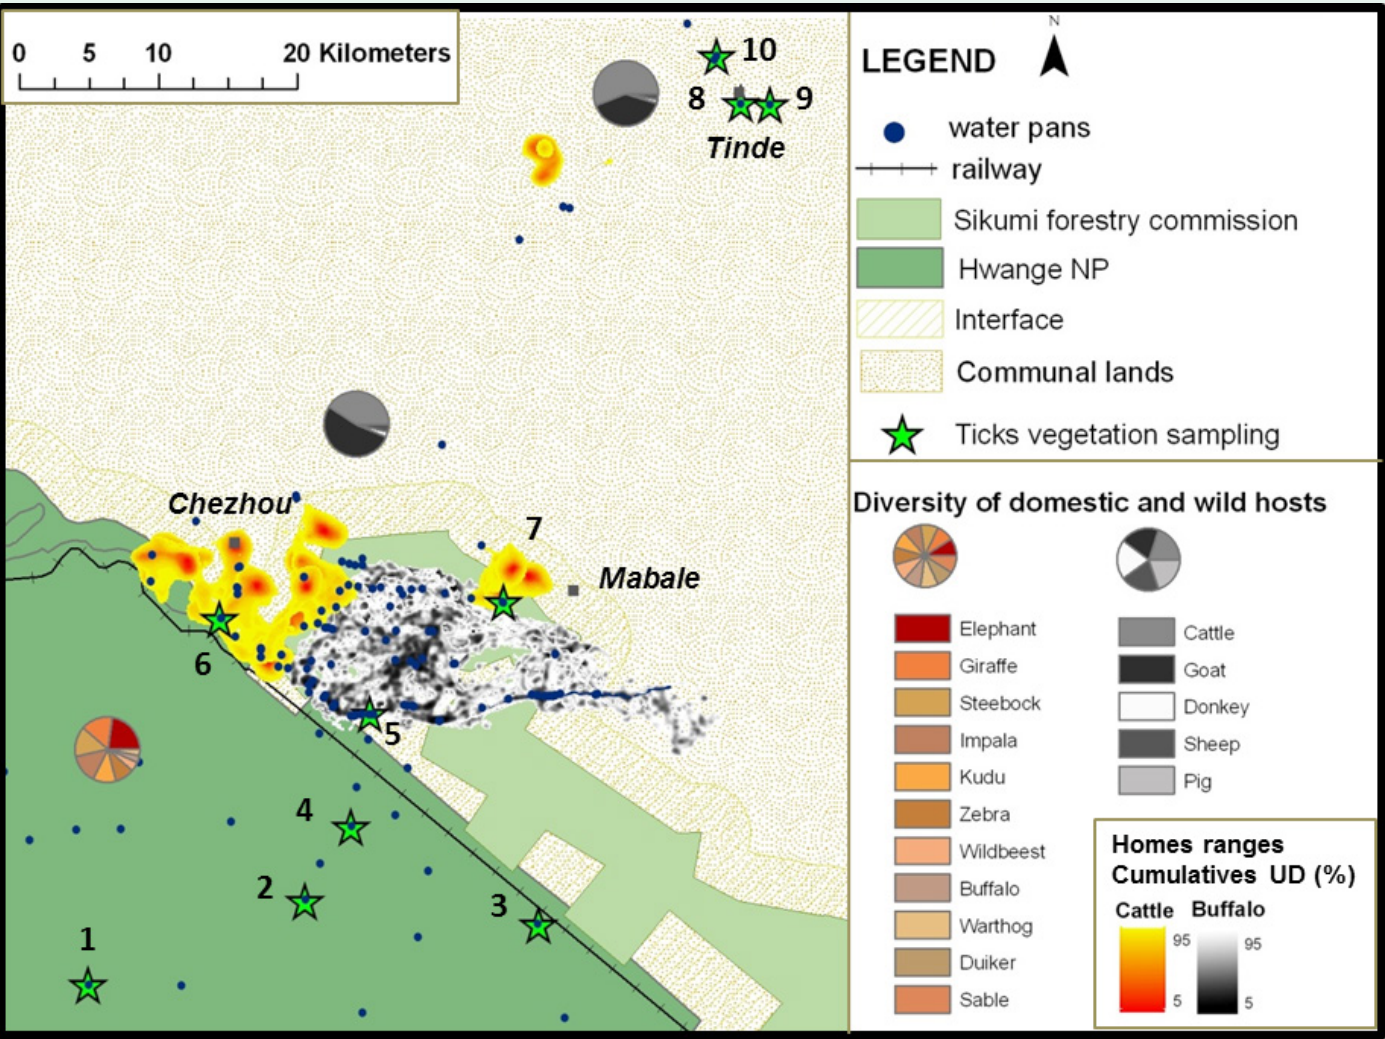 0 5 10 20 Kilometers
10
8 9
Tinde
Chezhou
7
Mabale
6
5
4
2
3
1
N
LEGEND
water pans
railway
Sikumi forestry commission
Hwange NP
Interface
Communal lands
Ticks vegetation sampling
Diversity of domestic and wild hosts
Elephant
Giraffe
Steebock
Impala
Kudu
Zebra
Wildbeest
Buffalo
Warthog
Duiker
Sable
Cattle
Goat
Donkey
Sheep
Pig
Homes ranges
Cumulatives UD (%)
Cattle Buffalo
95 95
5 5